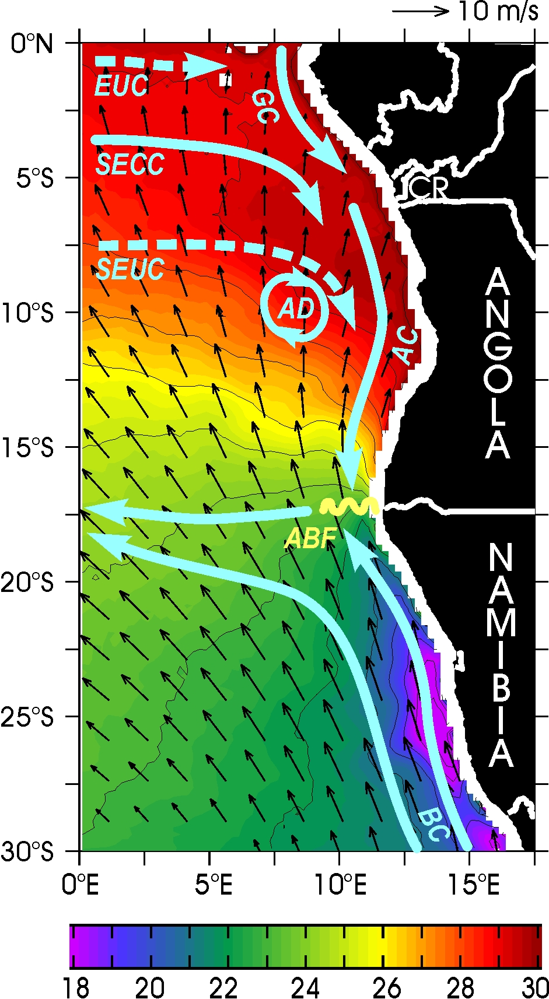 10 m/s
0°N
EUC
GC
SECC
5°S
CR
SEUC
AD
10°S
AC
ANGOLA
15°S
ABF
NAMIBIA
20°S
25°S
BC
30°S
0°E 5°E 10°E 15°E
18 20 22 24 26 28 30